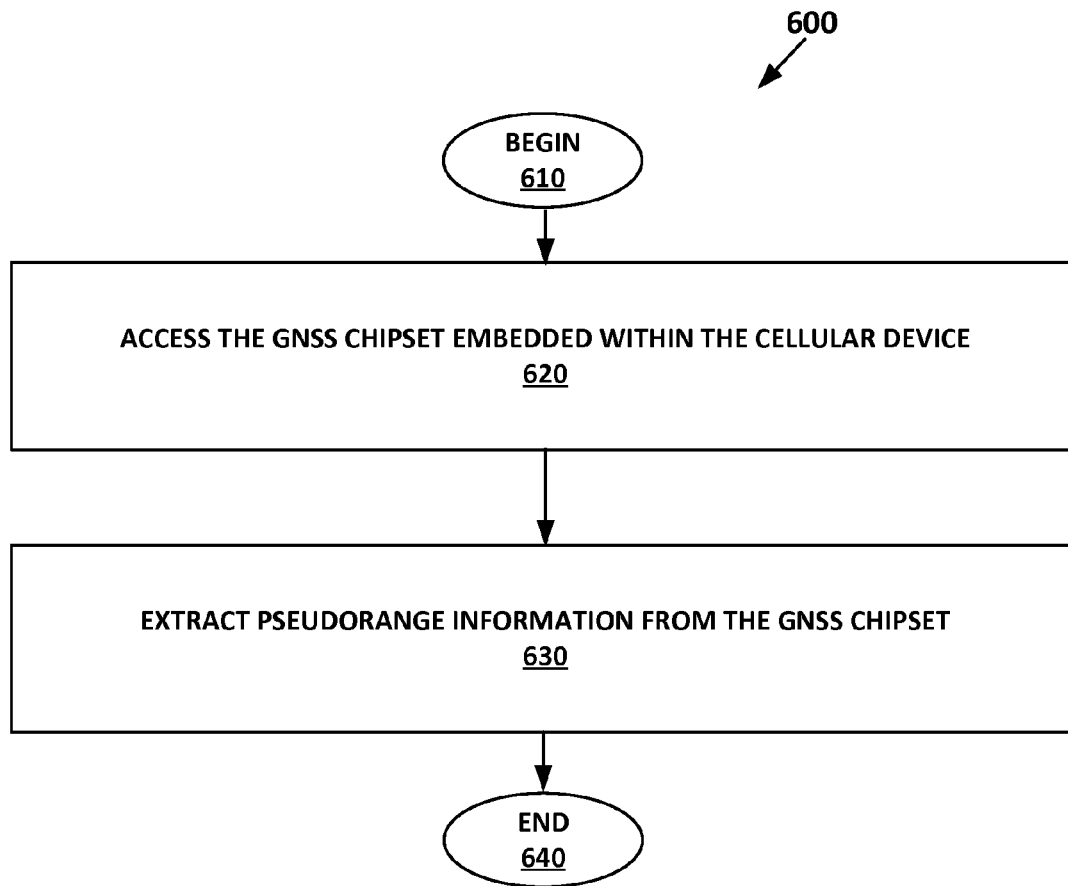 600
BEGIN
610
ACCESS THE GNSS CHIPSET EMBEDDED WITHIN THE CELLULAR DEVICE
620
EXTRACT PSEUDORANGE INFORMATION FROM THE GNSS CHIPSET
630
END
640